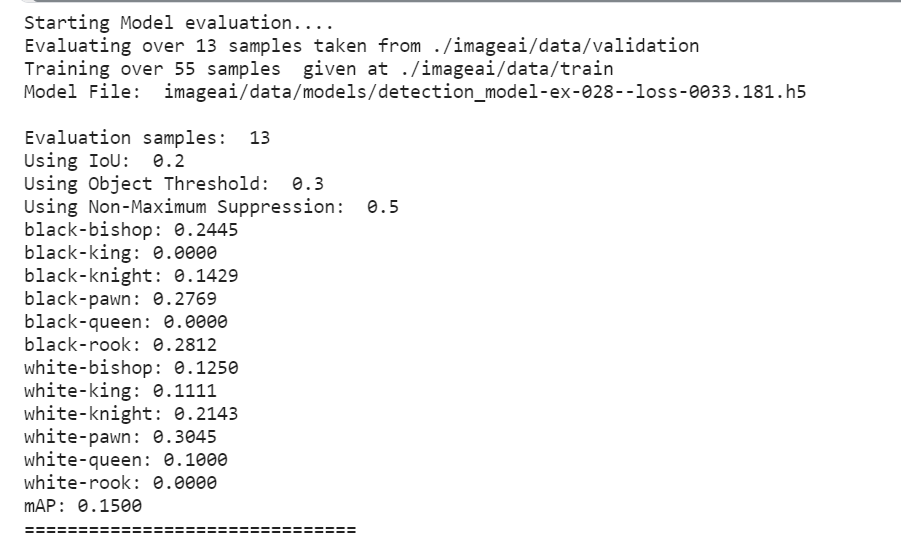 Starting Model evaluation....
Evaluating over 13 samples taken from ./imageai/data/validation
Training over 55 samples  given at ./imageai/data/train
Model File:  imageai/data/models/detection_model-ex-028--loss-0033.181.h5

Evaluation samples:  13
Using IoU:  0.2
Using Object Threshold:  0.3
Using Non-Maximum Suppression:  0.5
black-bishop: 0.2445
black-king: 0.0000
black-knight: 0.1429
black-pawn: 0.2769
black-queen: 0.0000
black-rook: 0.2812
white-bishop: 0.1250
white-king: 0.1111
white-knight: 0.2143
white-pawn: 0.3045
white-queen: 0.1000
white-rook: 0.0000
mAP: 0.1500
===============================